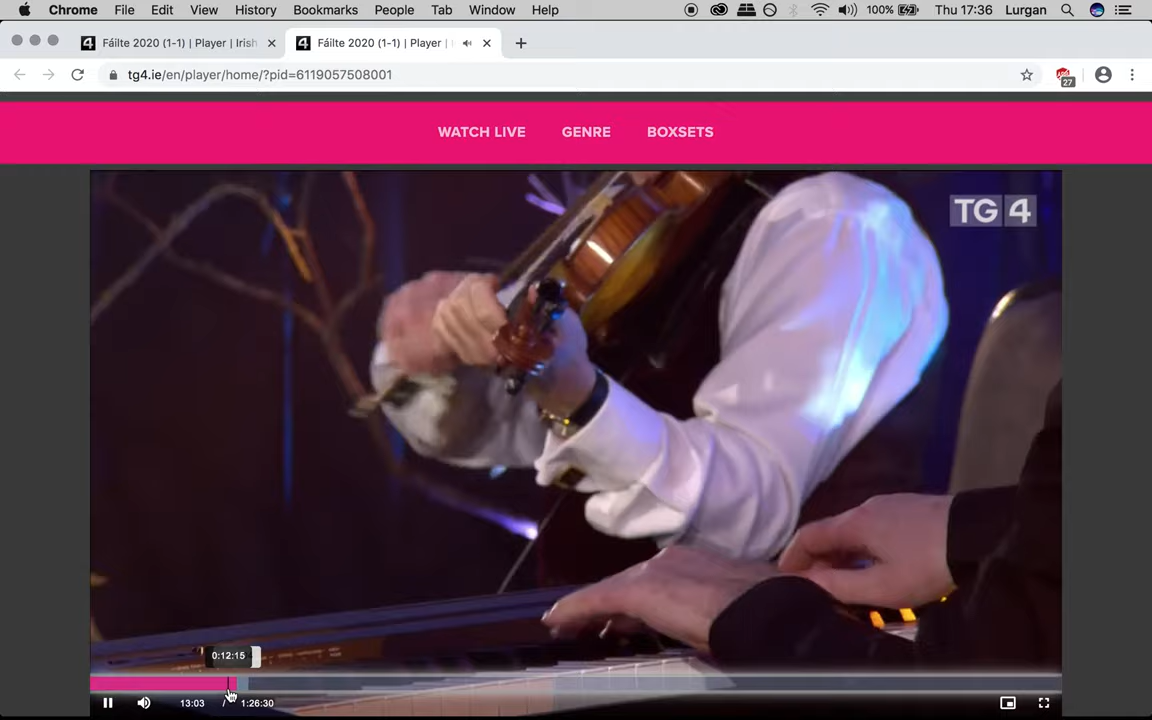 Chrome File Edit View History Bookmarks People Tab Window Help 100% Thu 17:36 Lurgan
4 Fáilte 2020 (1-1) | Player | Irish 4 Fáilte 2020 (1-1) | Player |
tg4.ie/en/player/home/?pid=6119057508001 27
WATCH LIVE GENRE BOXSETS
TG4
0:12:15
13:03 / 1:26:30